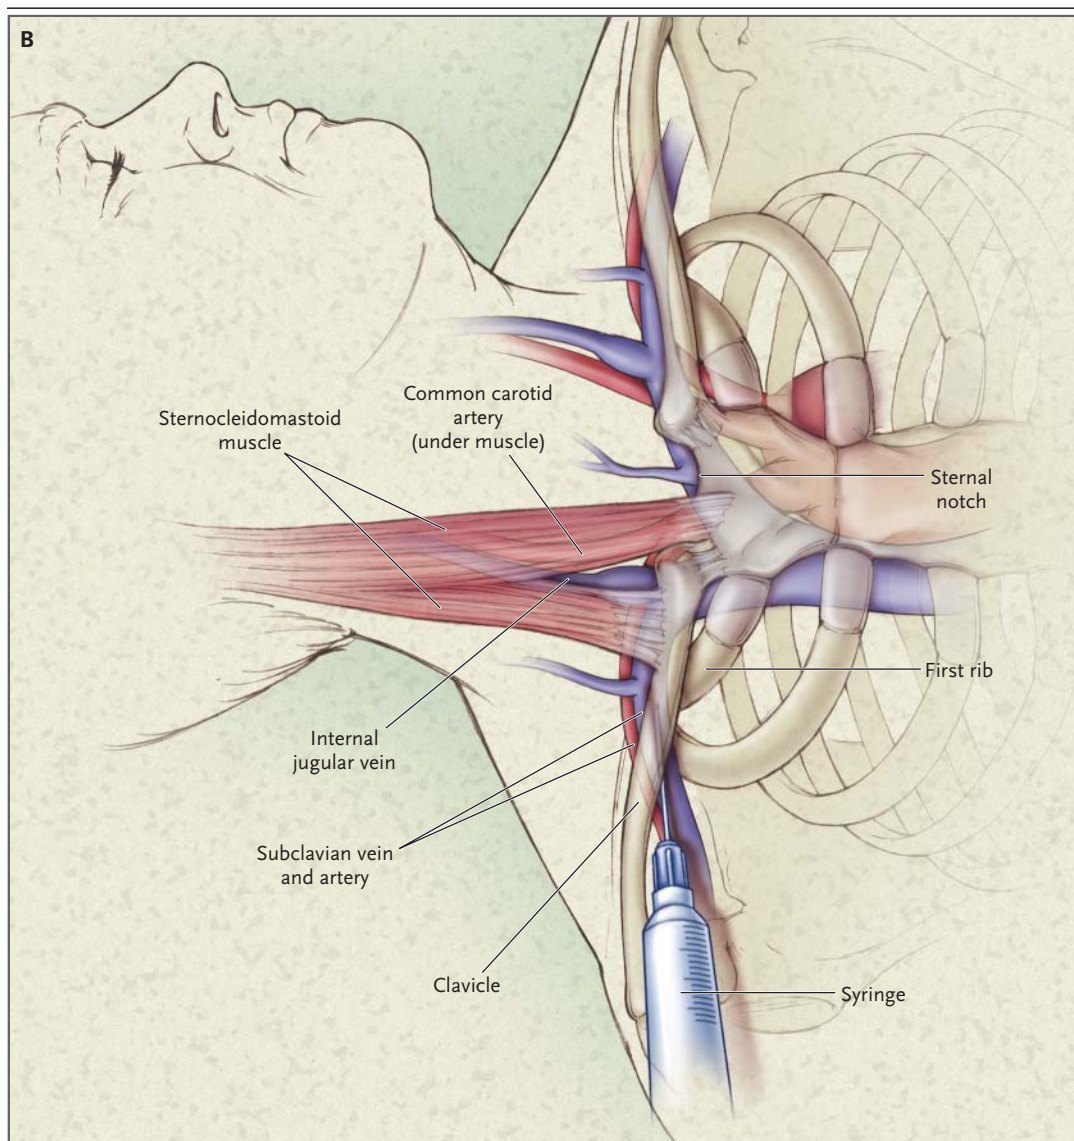 B
Common carotid
artery
(under muscle)
Sternocleidomastoid
muscle
Sternal
notch
First rib
Internal
jugular vein
Subclavian vein
and artery
Clavicle
Syringe